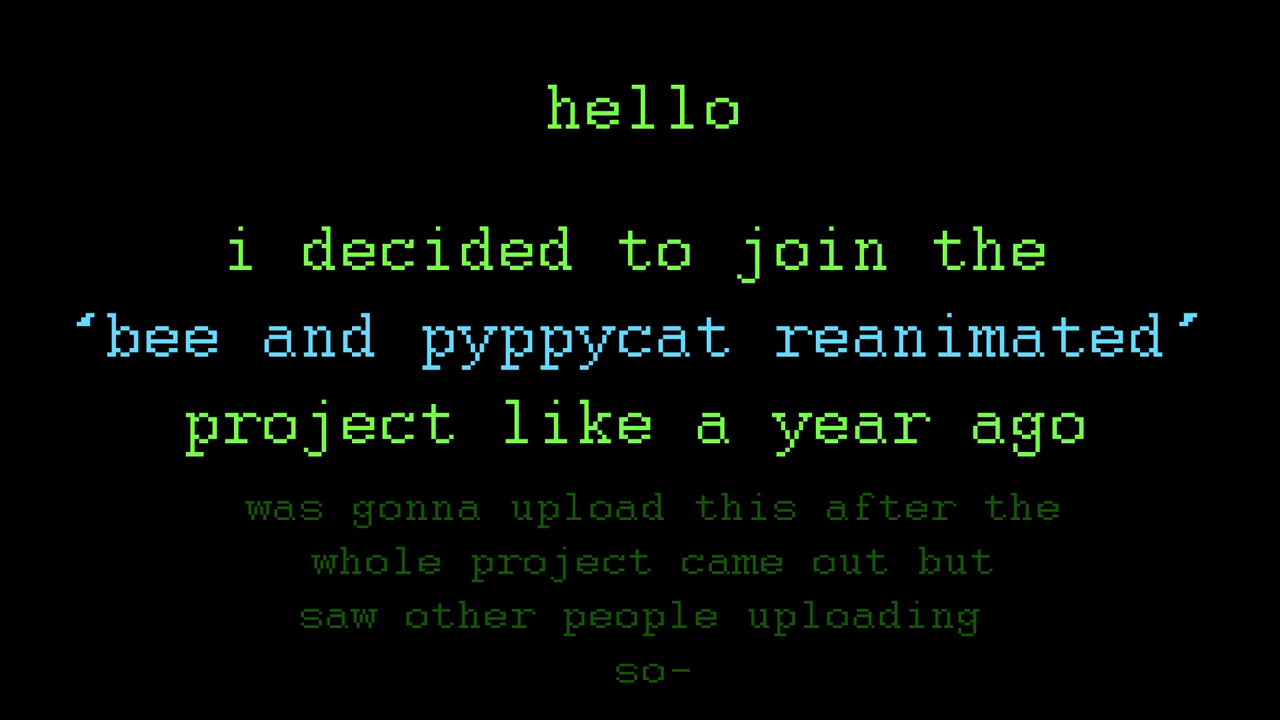 hello
i decided to join the
´bee and pyppycat reanimated´
project like a year ago
was gonna upload this after the
whole project came out but
saw other people uploading
so-